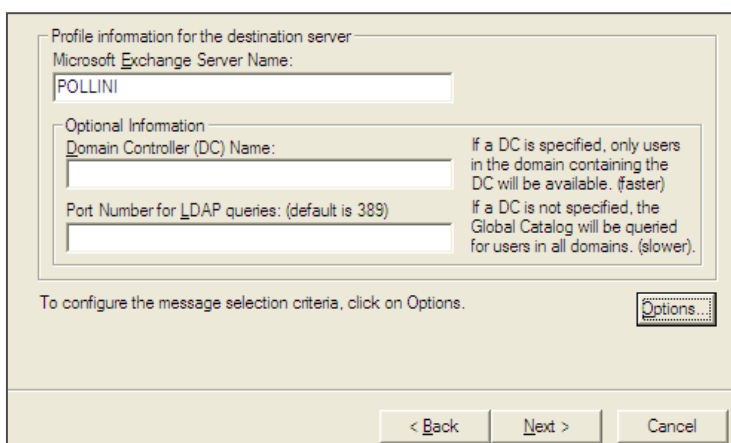 Profile information for the destination server
Microsoft Exchange Server Name:
POLLINI
Optional Information
Domain Controller (DC) Name:
If a DC is specified, only users
in the domain containing the
DC will be available. (faster)
Port Number for LDAP queries: (default is 389)
If a DC is not specified, the
Global Catalog will be queried
for users in all domains. (slower).
To configure the message selection criteria, click on Options.
Options...
< Back
Next >
Cancel